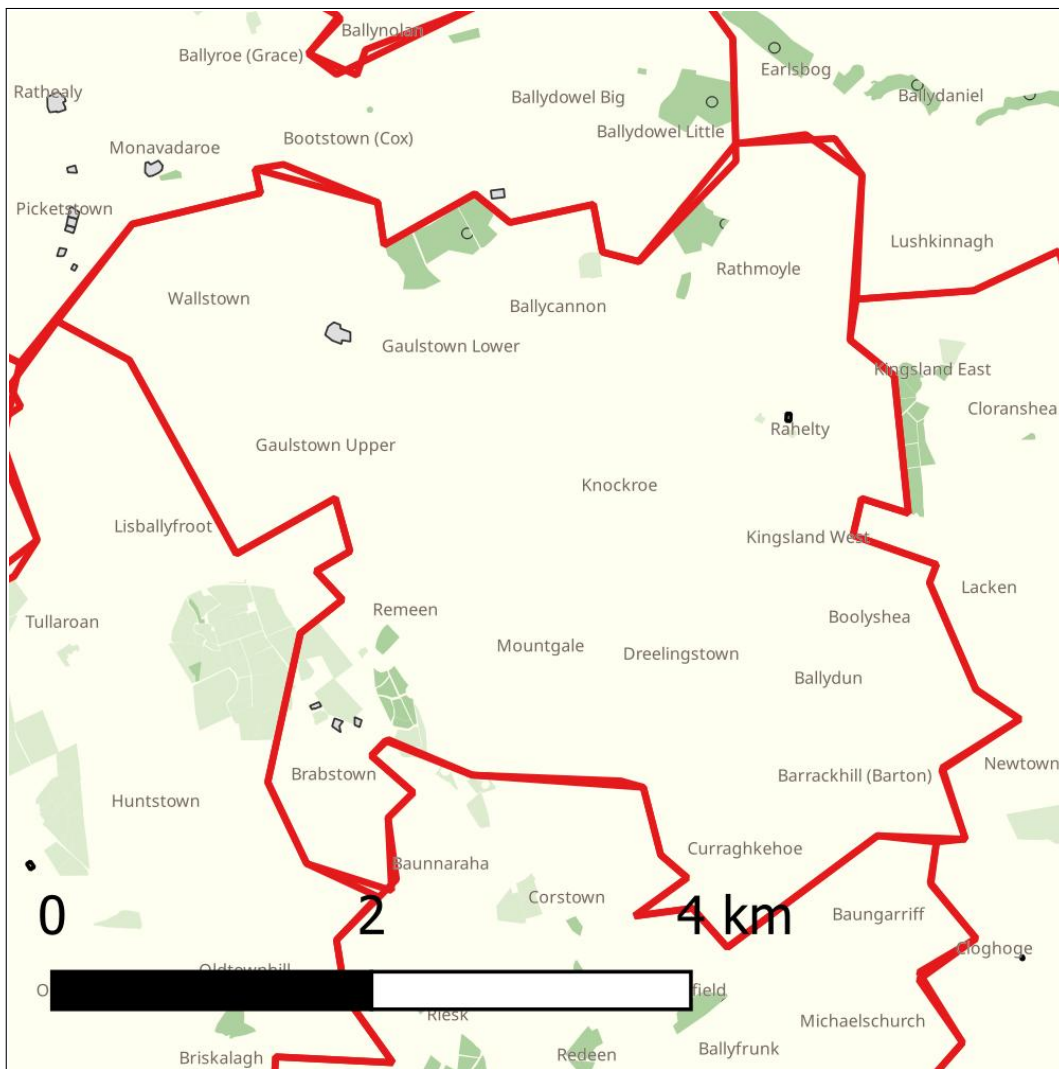 Ballynolan
Ballyroe (Grace)
Earlsbog
Rathealy
Ballydowel Big
Ballydaniel
Ballydowel Little
Bootstown (Cox)
Monavadaroe
Picketstown
Lushkinnagh
Rathmoyle
Wallstown
Ballycannon
Gaulstown Lower
Kingsland East
Cloranshea
Rahelty
Gaulstown Upper
Knockroe
Lisballyfroot
Kingsland West
Lacken
Remeen
Boolyshea
Tullaroan
Mountgale
Dreelingstown
Ballydun
Newtown
Brabstown
Barrackhill (Barton)
Huntstown
Curraghkehoe
Baunnaraha
Corstown
0 2 4 km
Baungarriff
Cloghoge
Oldtownhill
O
field
Riesk
Michaelschurch
Ballyfrunk
Briskalagh
Redeen